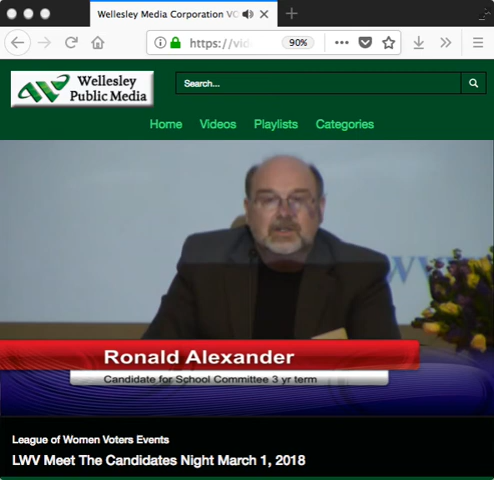 Wellesley Media Corporation VO
https://vid
90%
Wellesley
Public Media
Search...
Home Videos Playlists Categories
Ronald Alexander
Candidate for School Committee 3 yr term
League of Women Voters Events
LWV Meet The Candidates Night March 1, 2018